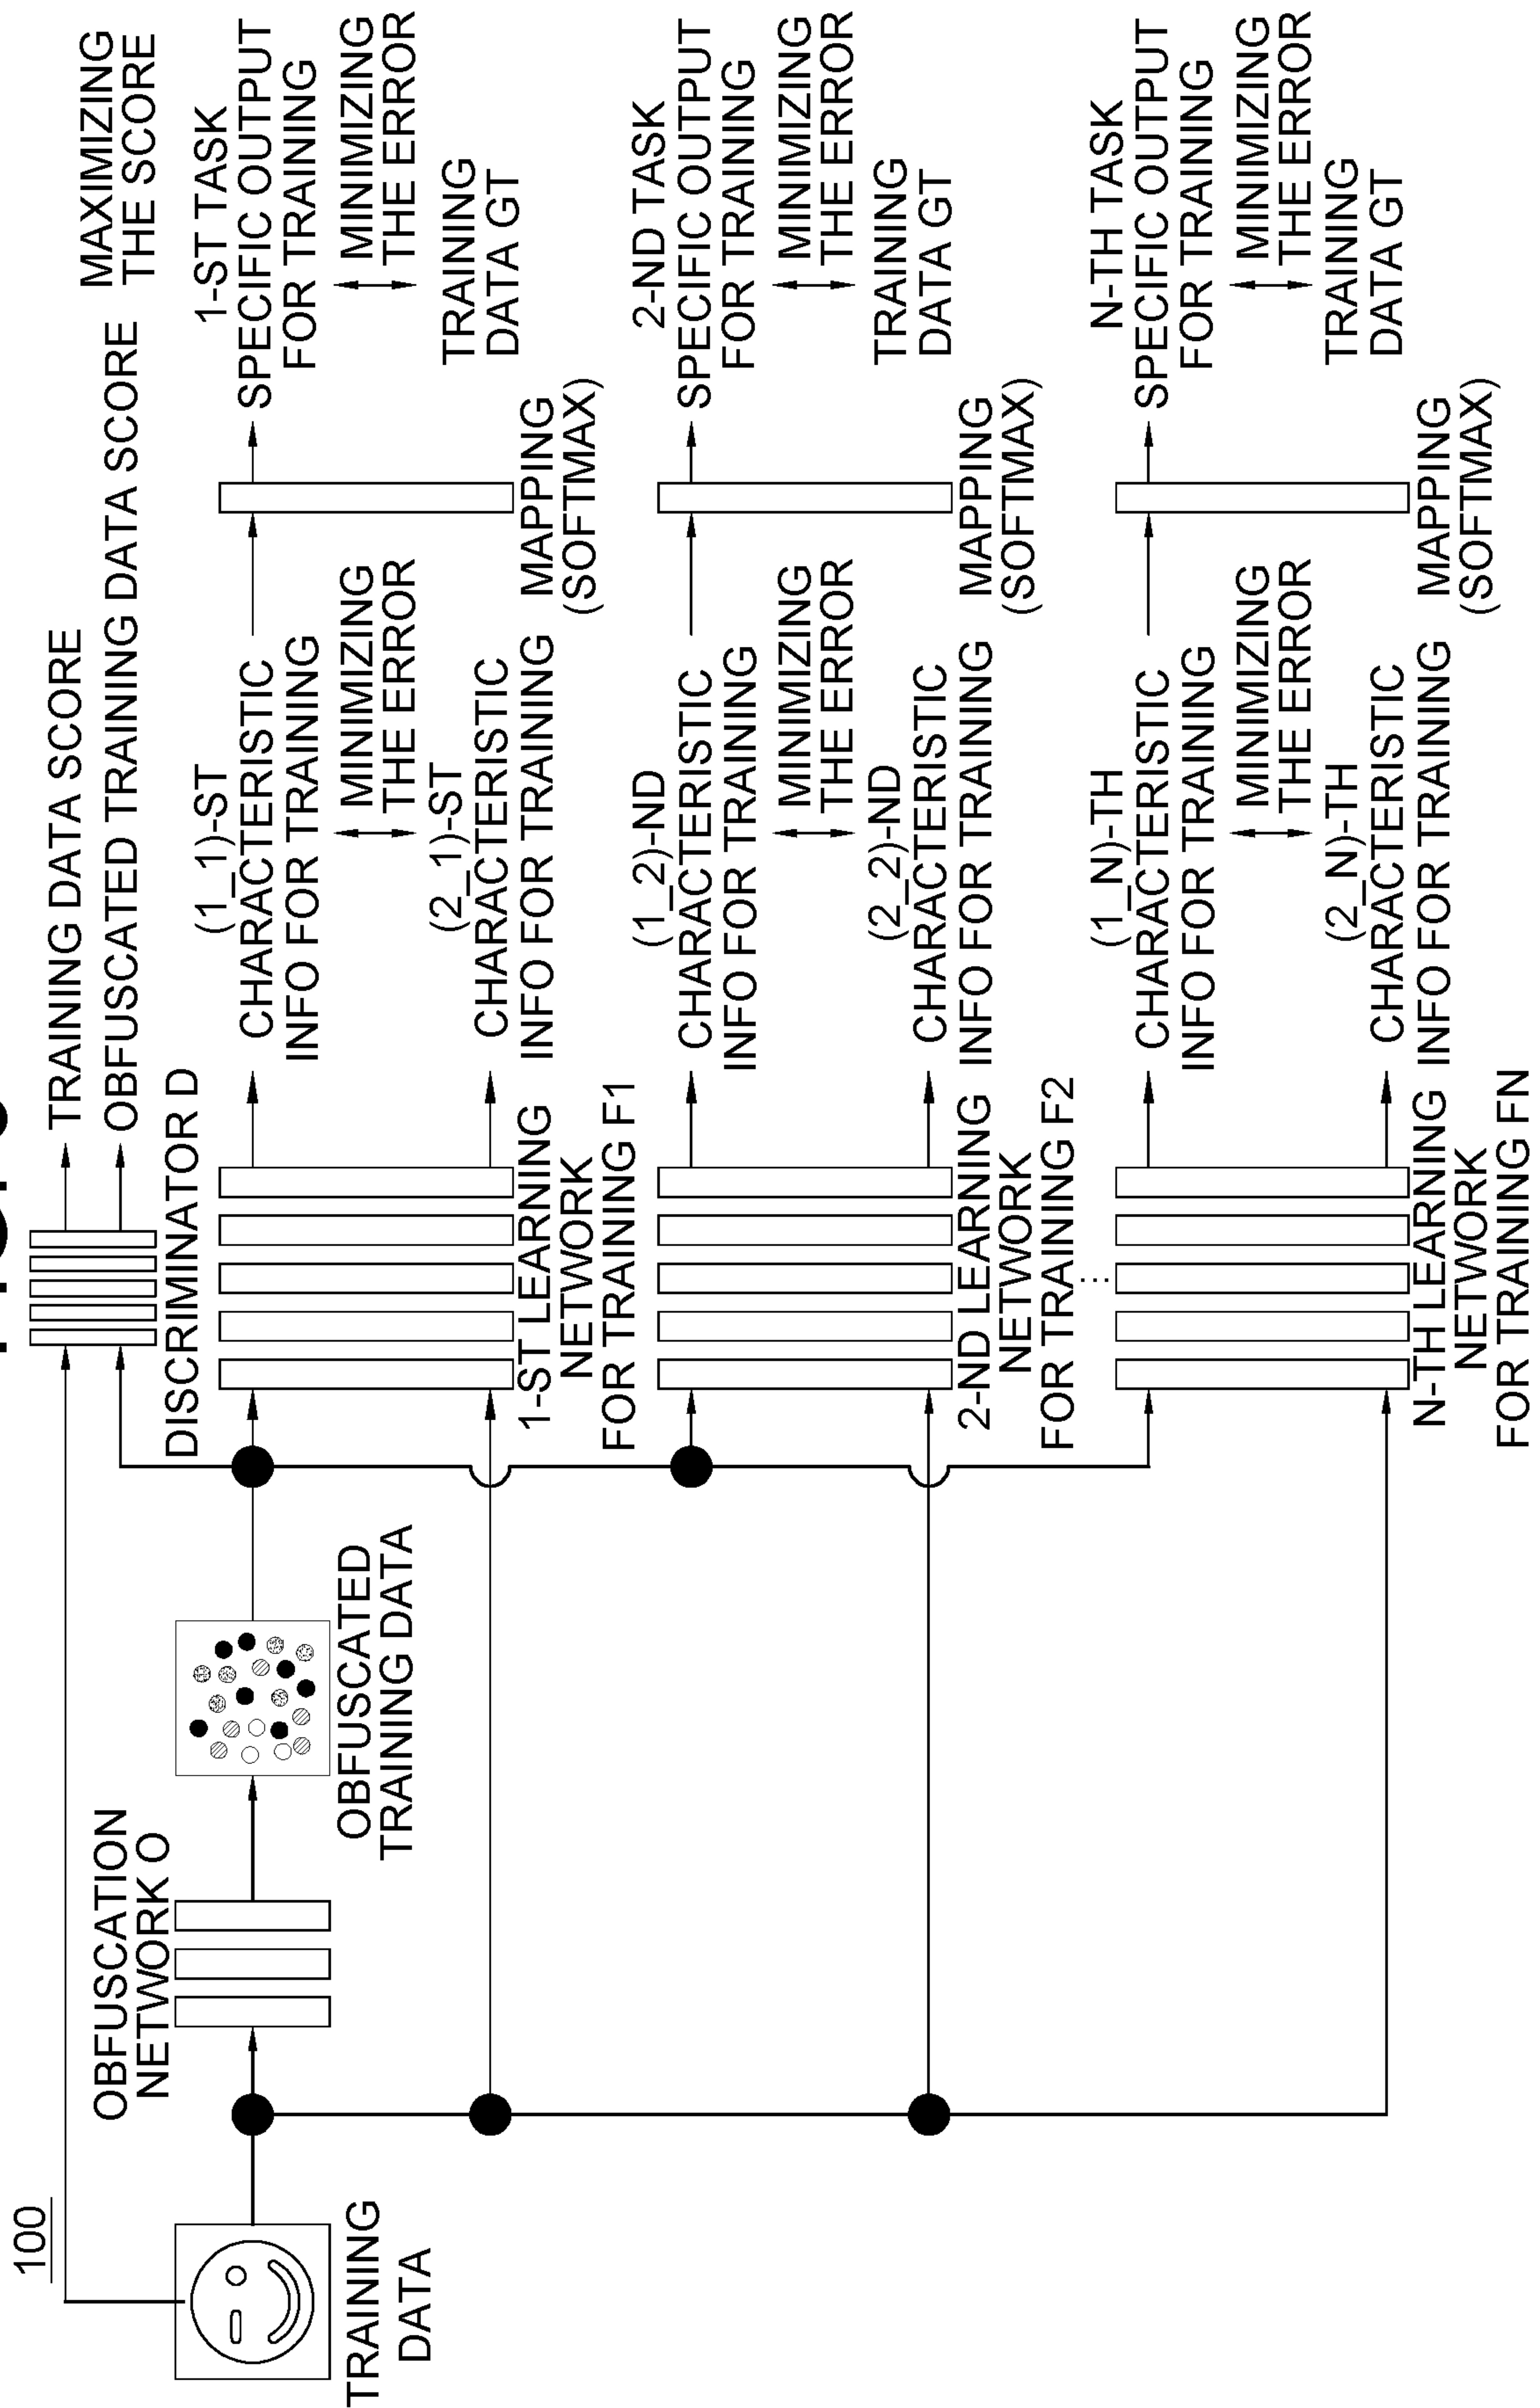 100
TRAINING
DATA
OBFUSCATION
NETWORK O
OBFUSCATED
TRAINING DATA
DISCRIMINATOR D
TRAINING DATA SCORE
OBFUSCATED TRAINING DATA SCORE
MAXIMIZING
THE SCORE
1-ST LEARNING
NETWORK
FOR TRAINING F1
(1_1)-ST
CHARACTERISTIC
INFO FOR TRAINING
MINIMIZING
THE ERROR
(2_1)-ST
CHARACTERISTIC
INFO FOR TRAINING
MAPPING
(SOFTMAX)
1-ST TASK
SPECIFIC OUTPUT
FOR TRAINING
MINIMIZING
THE ERROR
TRAINING
DATA GT
2-ND LEARNING
NETWORK
FOR TRAINING F2
(1_2)-ND
CHARACTERISTIC
INFO FOR TRAINING
MINIMIZING
THE ERROR
(2_2)-ND
CHARACTERISTIC
INFO FOR TRAINING
MAPPING
(SOFTMAX)
2-ND TASK
SPECIFIC OUTPUT
FOR TRAINING
MINIMIZING
THE ERROR
TRAINING
DATA GT
...
N-TH LEARNING
NETWORK
FOR TRAINING FN
(1_N)-TH
CHARACTERISTIC
INFO FOR TRAINING
MINIMIZING
THE ERROR
(2_N)-TH
CHARACTERISTIC
INFO FOR TRAINING
MAPPING
(SOFTMAX)
N-TH TASK
SPECIFIC OUTPUT
FOR TRAINING
MINIMIZING
THE ERROR
TRAINING
DATA GT